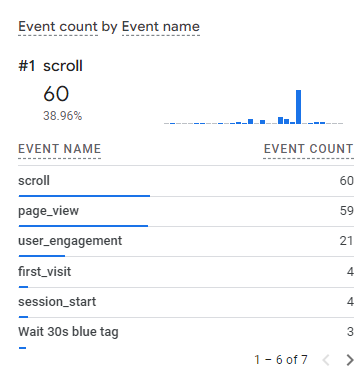 Event count by Event name
#1 scroll
60
38.96%
EVENT NAME EVENT COUNT
scroll 60
page_view 59
user_engagement 21
first_visit 4
session_start 4
Wait 30s blue tag 3
1 – 6 of 7